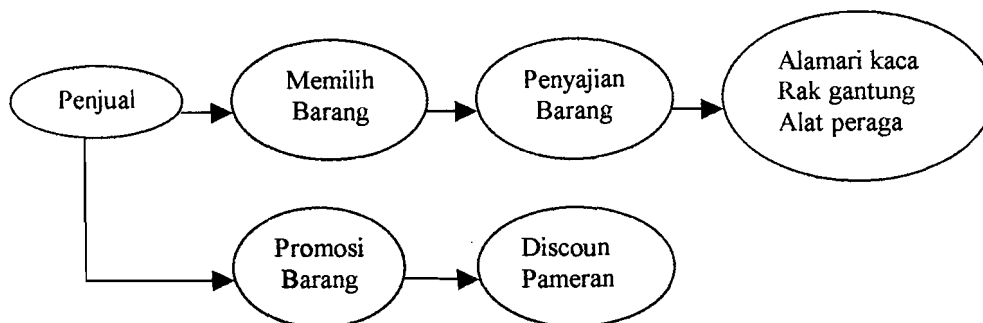 Penjual
Memilih
Barang
Penyajian
Barang
Alamari kaca
Rak gantung
Alat peraga
Promosi
Barang
Discoun
Pameran